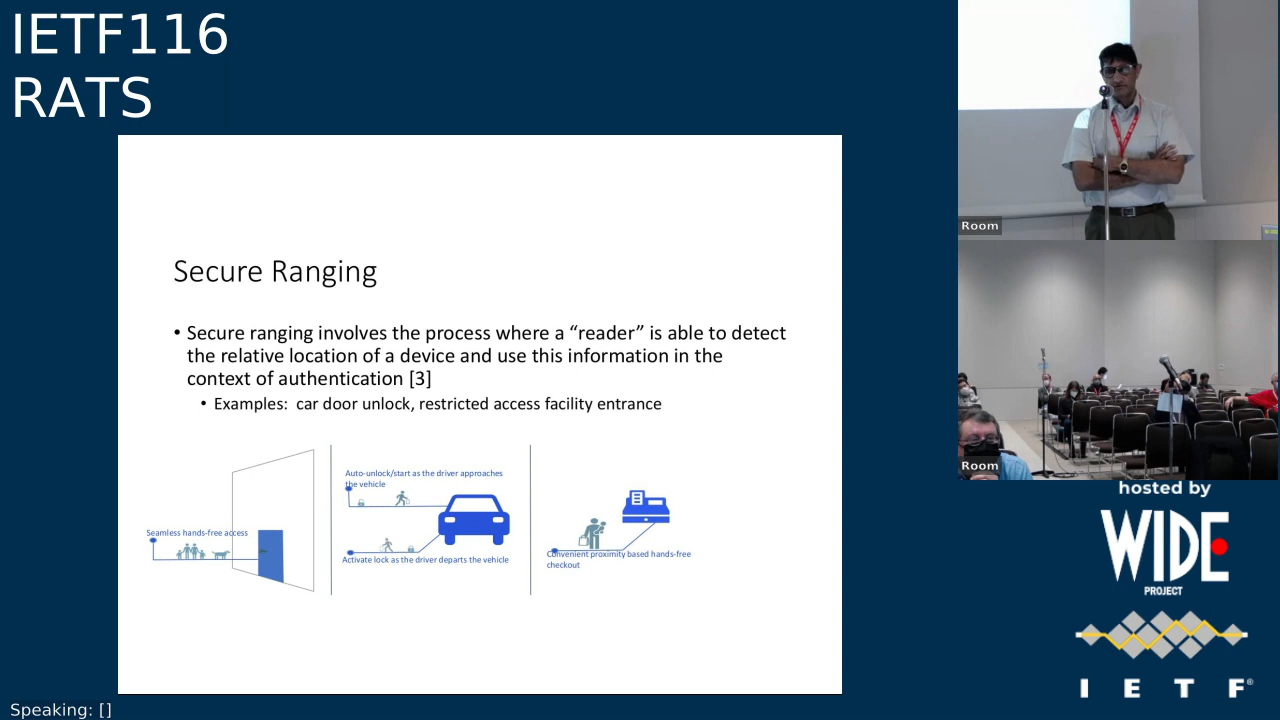 IETF116
RATS
Secure Ranging
• Secure ranging involves the process where a “reader” is able to detect
the relative location of a device and use this information in the
context of authentication [3]
• Examples: car door unlock, restricted access facility entrance
Seamless hands-free access
Auto-unlock/start as the driver approaches
the vehicle
Activate lock as the driver departs the vehicle
Convenient proximity based hands-free
checkout
Room
Room
hosted by
WIDE
PROJECT
I E T F®
Speaking: []